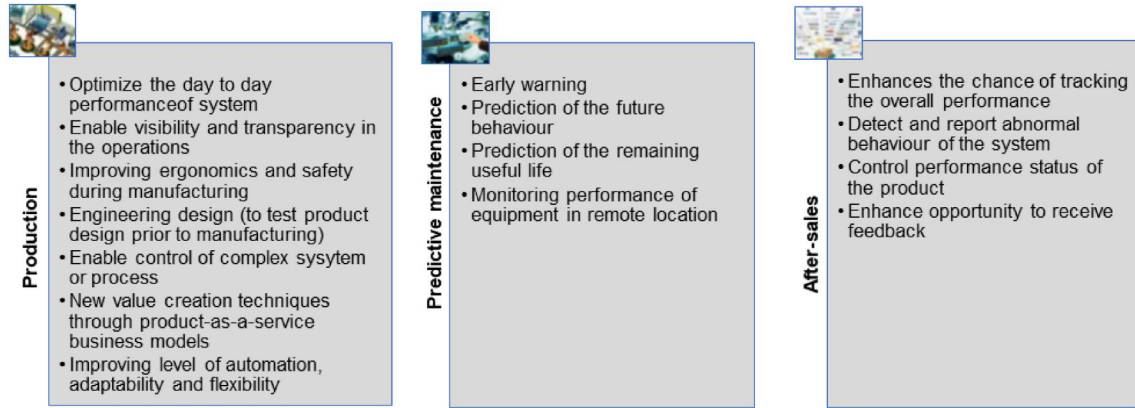 Production
• Optimize the day to day
performanceof system
• Enable visibility and transparency in
the operations
• Improving ergonomics and safety
during manufacturing
• Engineering design (to test product
design prior to manufacturing)
• Enable control of complex sysytem
or process
• New value creation techniques
through product-as-a-service
business models
• Improving level of automation,
adaptability and flexibility
Predictive maintenance
• Early warning
• Prediction of the future
behaviour
• Prediction of the remaining
useful life
• Monitoring performance of
equipment in remote location
After-sales
• Enhances the chance of tracking
the overall performance
• Detect and report abnormal
behaviour of the system
• Control performance status of
the product
• Enhance opportunity to receive
feedback